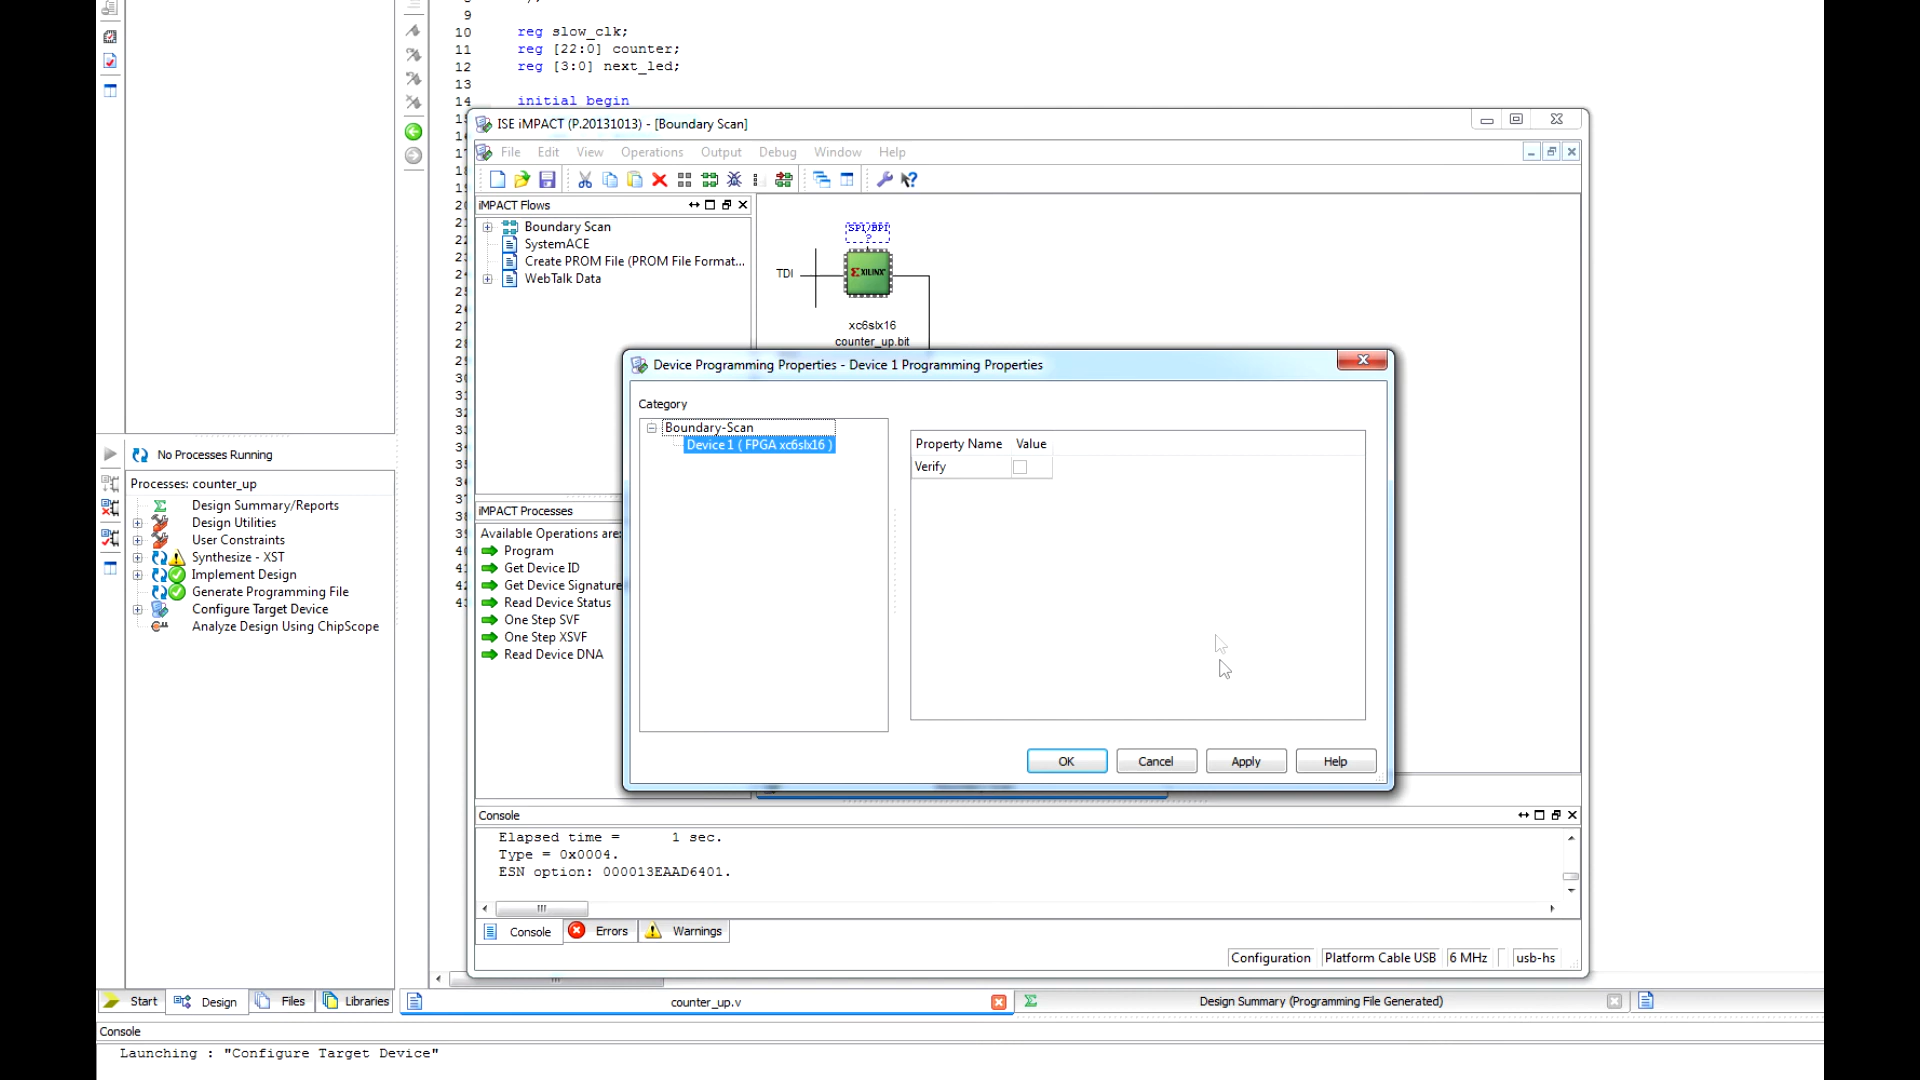 9
10 reg slow_clk;
11 reg [22:0] counter;
12 reg [3:0] next_led;
13
14 initial begin
ISE iMPACT (P.20131013) - [Boundary Scan]
File Edit View Operations Output Debug Window Help
iMPACT Flows
Boundary Scan
SystemACE
Create PROM File (PROM File Format...
WebTalk Data
SPI/BPI
?
TDI
XILINX
xc6slx16
counter_up.bit
Device Programming Properties - Device 1 Programming Properties
Category
Boundary-Scan
Device 1 ( FPGA xc6slx16 )
Property Name Value
Verify
OK Cancel Apply Help
No Processes Running
Processes: counter_up
Design Summary/Reports
Design Utilities
User Constraints
Synthesize - XST
Implement Design
Generate Programming File
Configure Target Device
Analyze Design Using ChipScope
iMPACT Processes
Available Operations are:
Program
Get Device ID
Get Device Signature
Read Device Status
One Step SVF
One Step XSVF
Read Device DNA
Console
Elapsed time = 1 sec.
Type = 0x0004.
ESN option: 000013EAAD6401.
Console Errors Warnings
Configuration Platform Cable USB 6 MHz usb-hs
Start Design Files Libraries
counter_up.v
Design Summary (Programming File Generated)
Console
Launching : "Configure Target Device"